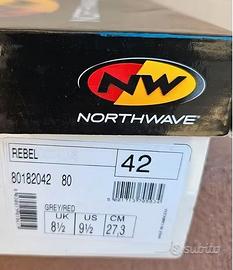 NW
NORTHWAVE®
REBEL
42
80182042 80
GREY/RED
UK US CM
8½ 9½ 27,3
subito